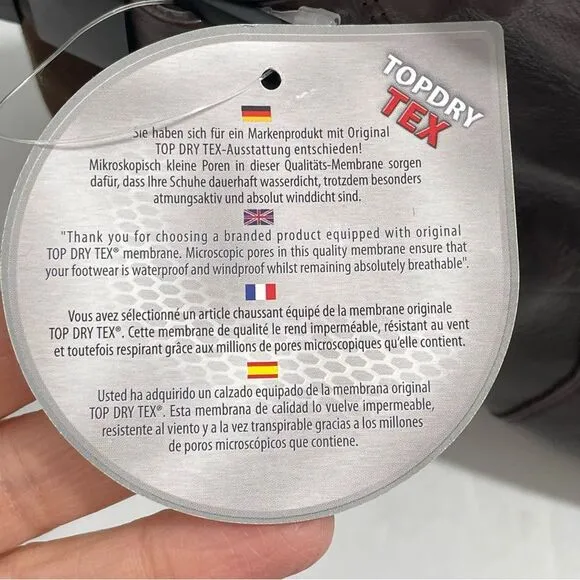 TOPDRY
TEX
Sie haben sich für ein Markenprodukt mit Original
TOP DRY TEX-Ausstattung entschieden!
Mikroskopisch kleine Poren in dieser Qualitäts-Membrane sorgen
dafür, dass Ihre Schuhe dauerhaft wasserdicht, trotzdem besonders
atmungsaktiv und absolut winddicht sind.
"Thank you for choosing a branded product equipped with original
TOP DRY TEX® membrane. Microscopic pores in this quality membrane ensure that
your footwear is waterproof and windproof whilst remaining absolutely breathable".
Vous avez sélectionné un article chaussant équipé de la membrane originale
TOP DRY TEX®. Cette membrane de qualité le rend imperméable, résistant au vent
et toutefois respirant grâce aux millions de pores microscopiques qu'elle contient.
Usted ha adquirido un calzado equipado de la membrana original
TOP DRY TEX®. Esta membrana de calidad lo vuelve impermeable,
resistente al viento y a la vez transpirable gracias a los millones
de poros microscópicos que contiene.